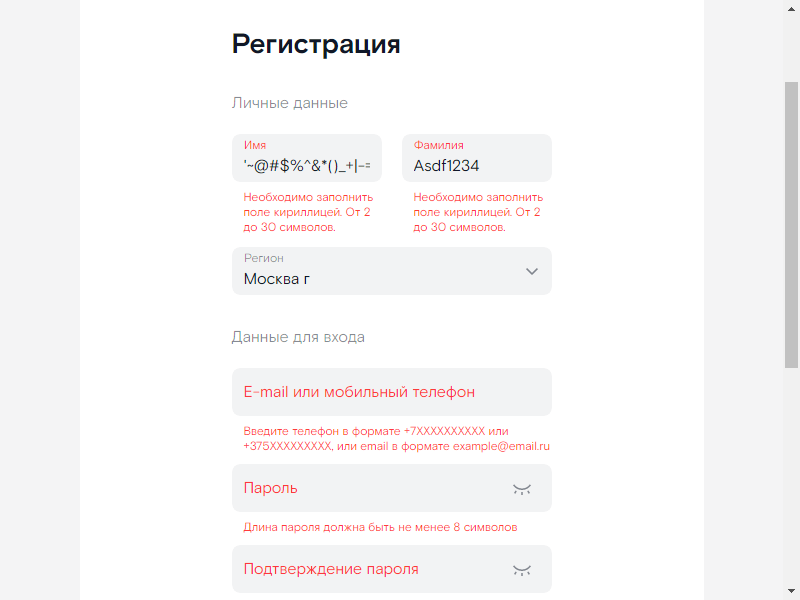 Регистрация
Личные данные
Имя
Фамилия
'~@#$%^&*()_+|-=
Asdf1234
Необходимо заполнить
поле кириллицей. От 2
до 30 символов.
Необходимо заполнить
поле кириллицей. От 2
до 30 символов.
Регион
Москва г
Данные для входа
E-mail или мобильный телефон
Введите телефон в формате +7XXXXXXXXXX или
+375XXXXXXXXX, или email в формате example@email.ru
Пароль
Длина пароля должна быть не менее 8 символов
Подтверждение пароля